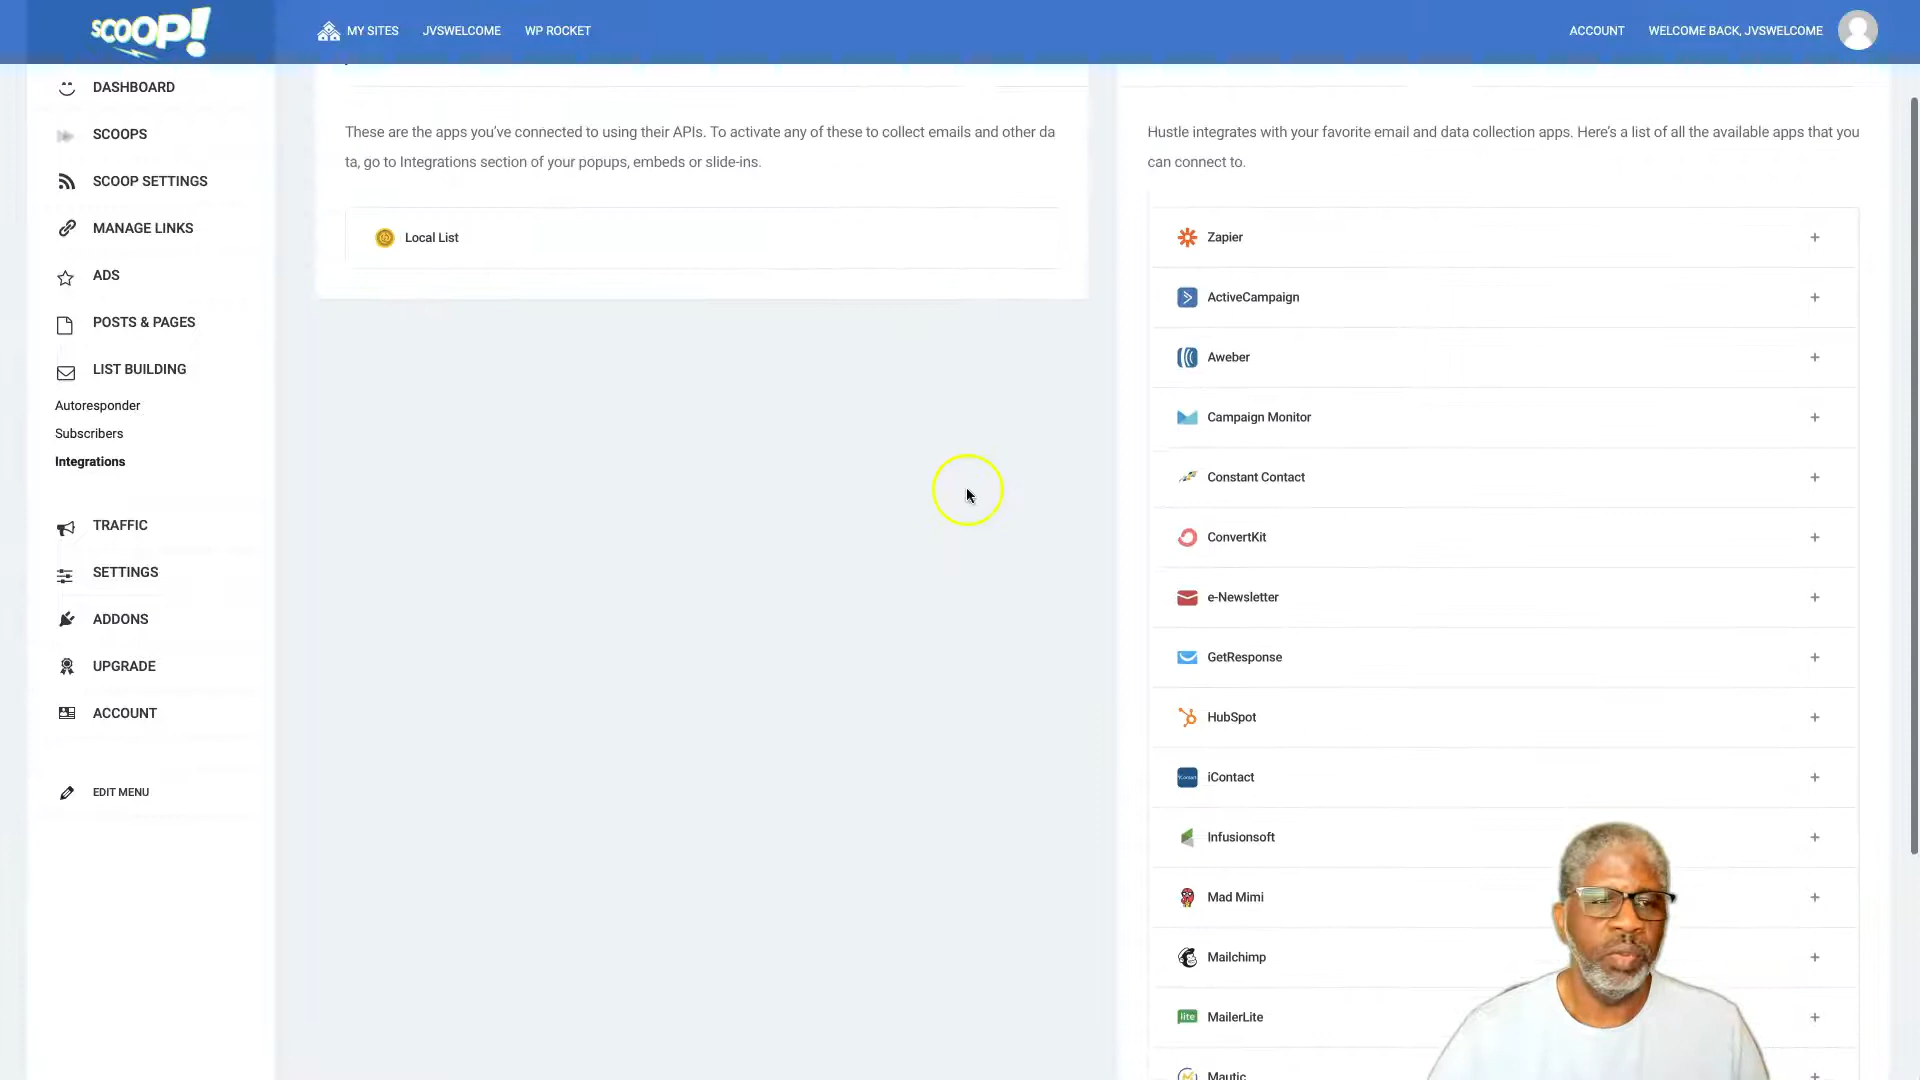 SCOOP!
MY SITES
JVSWELCOME
WP ROCKET
ACCOUNT
WELCOME BACK, JVSWELCOME
DASHBOARD
SCOOPS
SCOOP SETTINGS
MANAGE LINKS
ADS
POSTS & PAGES
LIST BUILDING
Autoresponder
Subscribers
Integrations
TRAFFIC
SETTINGS
ADDONS
UPGRADE
ACCOUNT
EDIT MENU
These are the apps you've connected to using their APIs. To activate any of these to collect emails and other da
ta, go to Integrations section of your popups, embeds or slide-ins.
Local List
Hustle integrates with your favorite email and data collection apps. Here's a list of all the available apps that you
can connect to.
Zapier
ActiveCampaign
Aweber
Campaign Monitor
Constant Contact
ConvertKit
e-Newsletter
GetResponse
HubSpot
iContact
Infusionsoft
Mad Mimi
Mailchimp
lite
MailerLite
Mautic